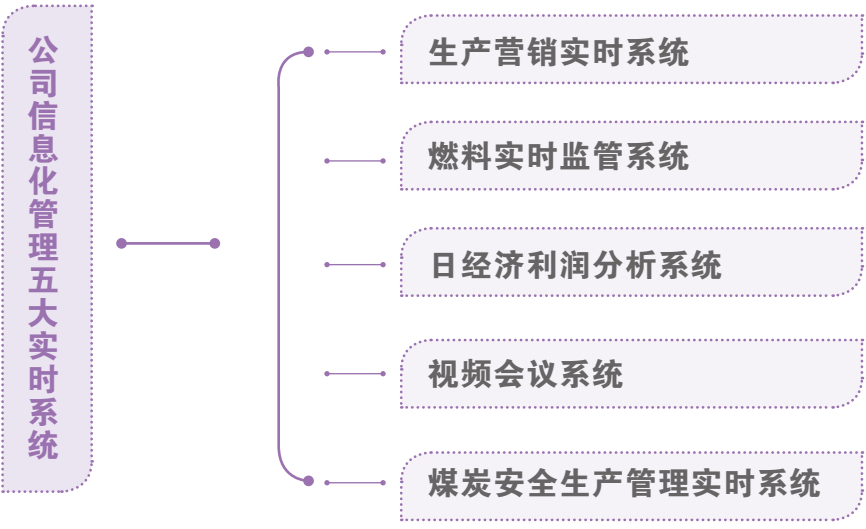 公司信息化管理五大实时系统
生产营销实时系统
燃料实时监管系统
日经济利润分析系统
视频会议系统
煤炭安全生产管理实时系统